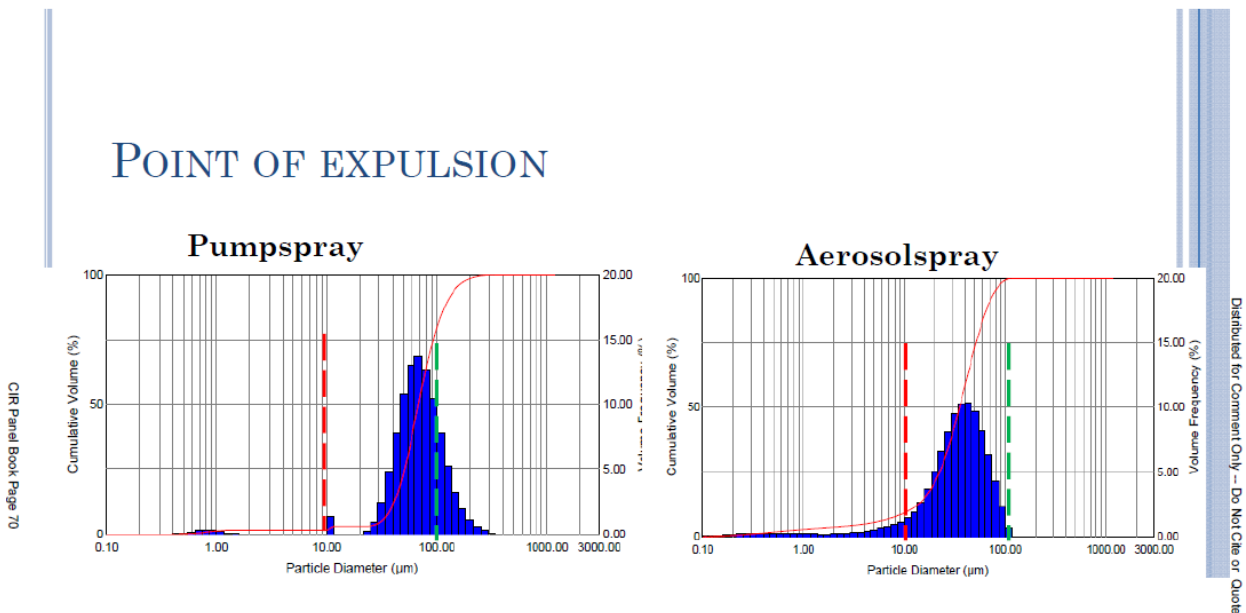 POINT OF EXPULSION
Pumpspray
100
50
0
Cumulative Volume (%)
20.00
15.00
10.00
5.00
0.00
Volume Frequency (%)
0.10 1.00 10.00 100.00 1000.00 3000.00
Particle Diameter (µm)
Aerosolspray
100
50
0
Cumulative Volume (%)
20.00
15.00
10.00
5.00
0.00
Volume Frequency (%)
0.10 1.00 10.00 100.00 1000.00 3000.00
Particle Diameter (µm)
CIR Panel Book Page 70
Distributed for Comment Only -- Do Not Cite or Quote